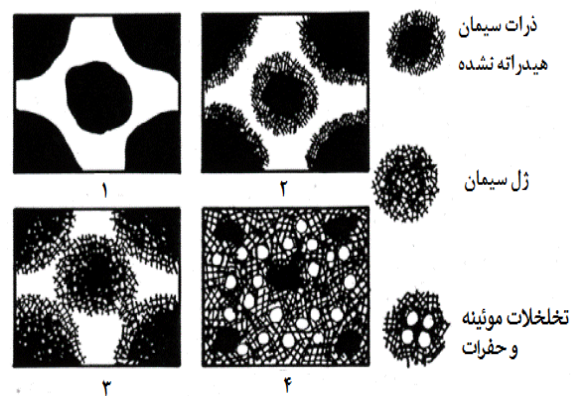 ذرات سیمان
هیدراته نشده
۱
۲
ژل سیمان
۳
۴
تخلخلات موئینه
و حفرات